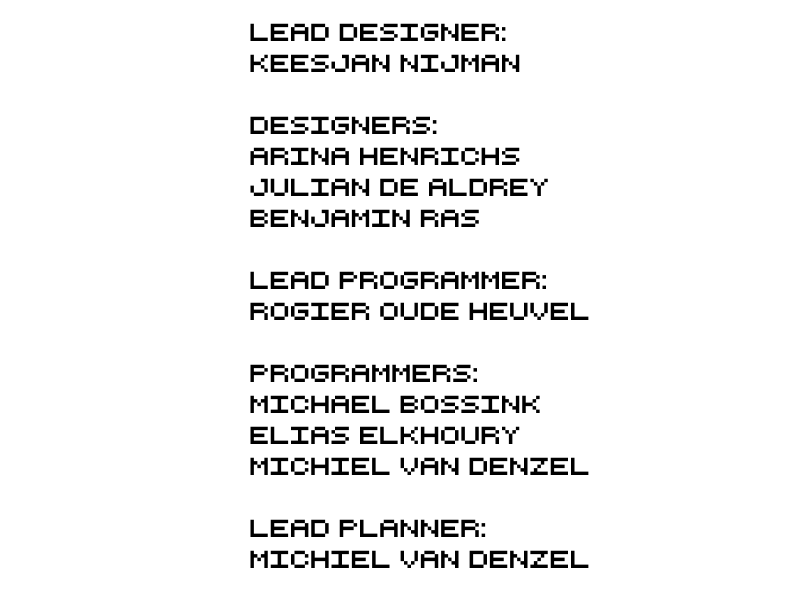 LEAD DESIGNER:
KEESJAN NIJMAN
DESIGNERS:
ARINA HENRICHS
JULIAN DE ALDREY
BENJAMIN RAS
LEAD PROGRAMMER:
ROGIER OUDE HEUVEL
PROGRAMMERS:
MICHAEL BOSSINK
ELIAS ELKHOURY
MICHIEL VAN DENZEL
LEAD PLANNER:
MICHIEL VAN DENZEL